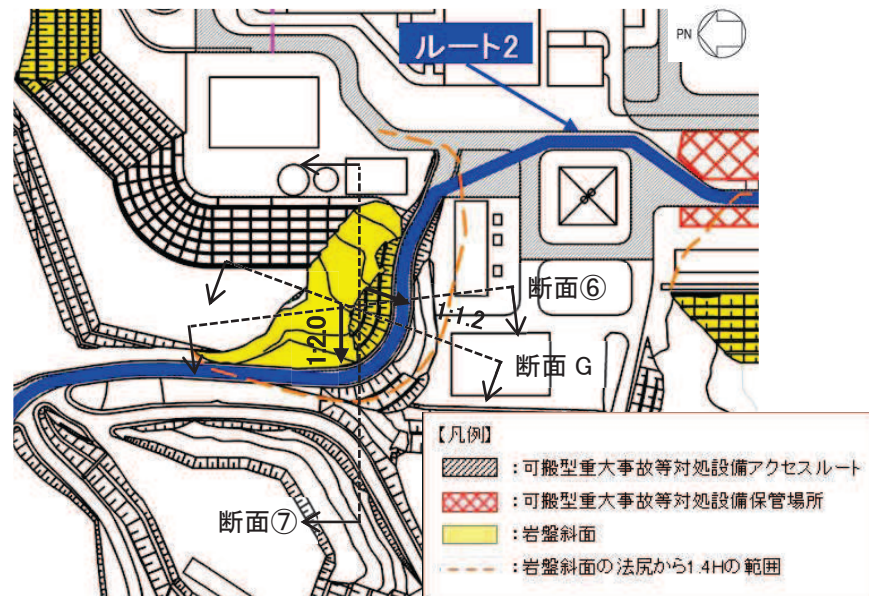 ルート2
PN
断面⑥
1:1.2
1:2.0
断面 G
断面⑦
【凡例】
：可搬型重大事故等対処設備アクセスルート
：可搬型重大事故等対処設備保管場所
：岩盤斜面
：岩盤斜面の法尻から1.4Hの範囲